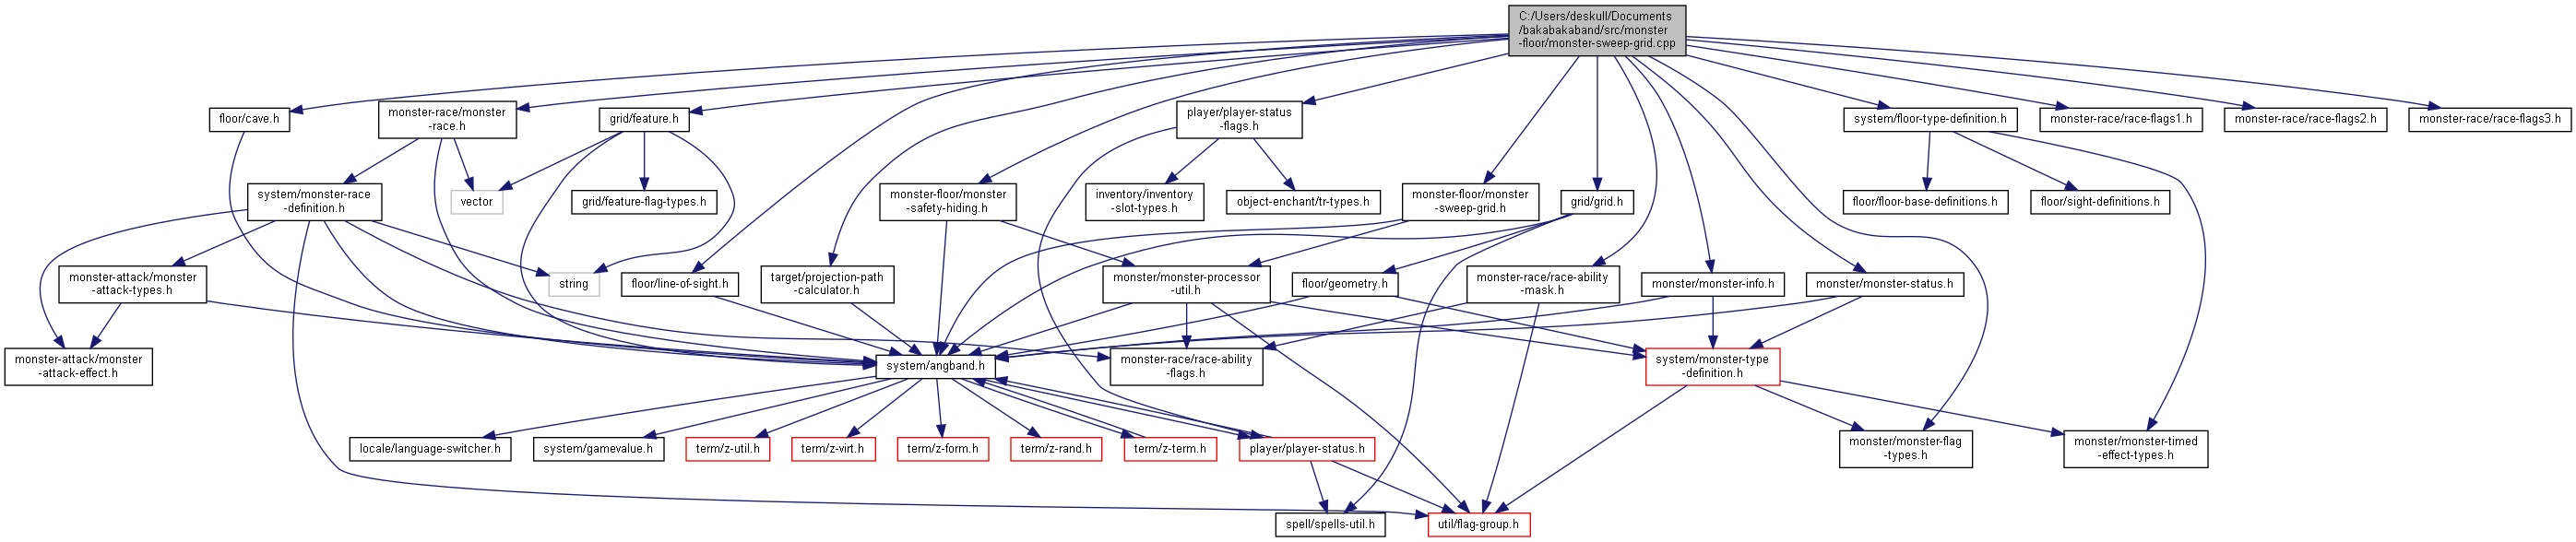 C:/Users/deskull/Documents
/bakabakaband/src/monster
-floor/monster-sweep-grid.cpp
floor/cave.h
monster-race/monster
-race.h
grid/feature.h
player/player-status
-flags.h
system/floor-type-definition.h
monster-race/race-flags1.h
monster-race/race-flags2.h
monster-race/race-flags3.h
system/monster-race
-definition.h
vector
grid/feature-flag-types.h
monster-floor/monster
-safety-hiding.h
inventory/inventory
-slot-types.h
object-enchant/tr-types.h
monster-floor/monster
-sweep-grid.h
grid/grid.h
floor/floor-base-definitions.h
floor/sight-definitions.h
monster-attack/monster
-attack-types.h
string
floor/line-of-sight.h
target/projection-path
-calculator.h
monster/monster-processor
-util.h
floor/geometry.h
monster-race/race-ability
-mask.h
monster/monster-info.h
monster/monster-status.h
monster-attack/monster
-attack-effect.h
system/angband.h
monster-race/race-ability
-flags.h
system/monster-type
-definition.h
locale/language-switcher.h
system/gamevalue.h
term/z-util.h
term/z-virt.h
term/z-form.h
term/z-rand.h
term/z-term.h
player/player-status.h
monster/monster-flag
-types.h
monster/monster-timed
-effect-types.h
spell/spells-util.h
util/flag-group.h